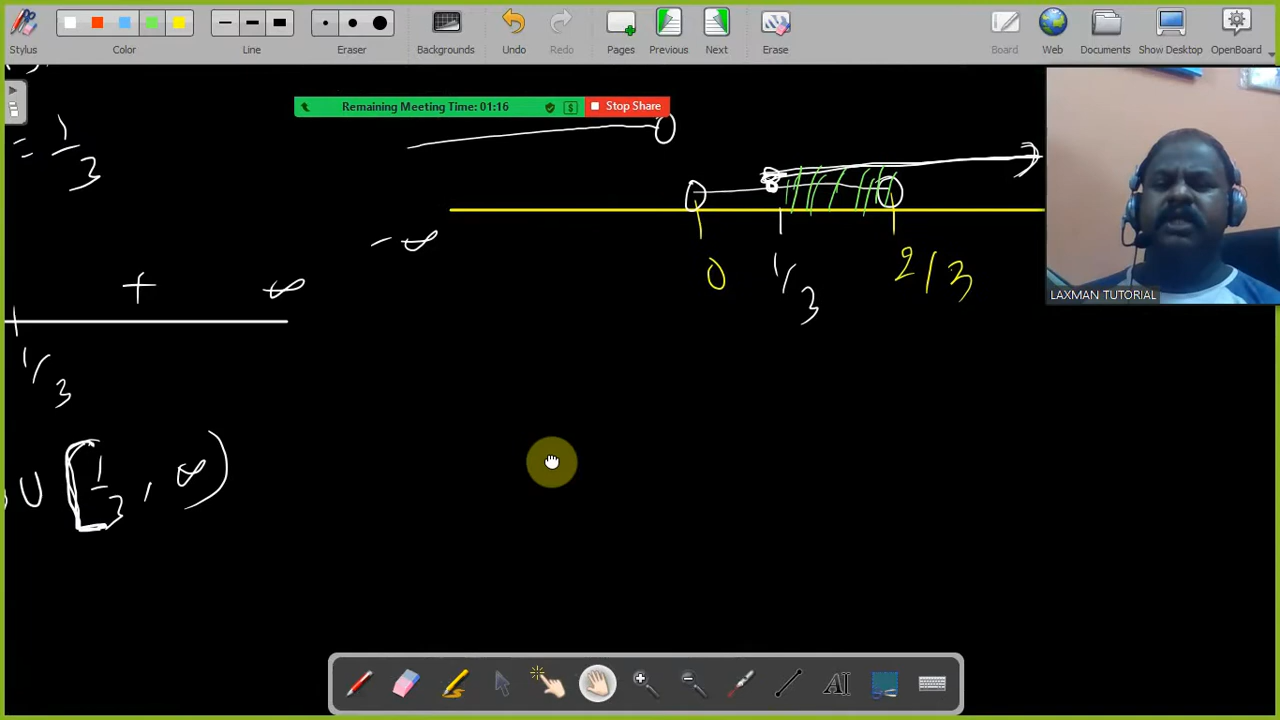 Stylus Color Line Eraser Backgrounds Undo Redo Pages Previous Next Erase Board Web Documents Show Desktop OpenBoard
Remaining Meeting Time: 01:16 Stop Share
= 1/3
-∞
0 1/3 2/3
+ ∞
1/3
∪ [1/3, ∞)
LAXMAN TUTORIAL